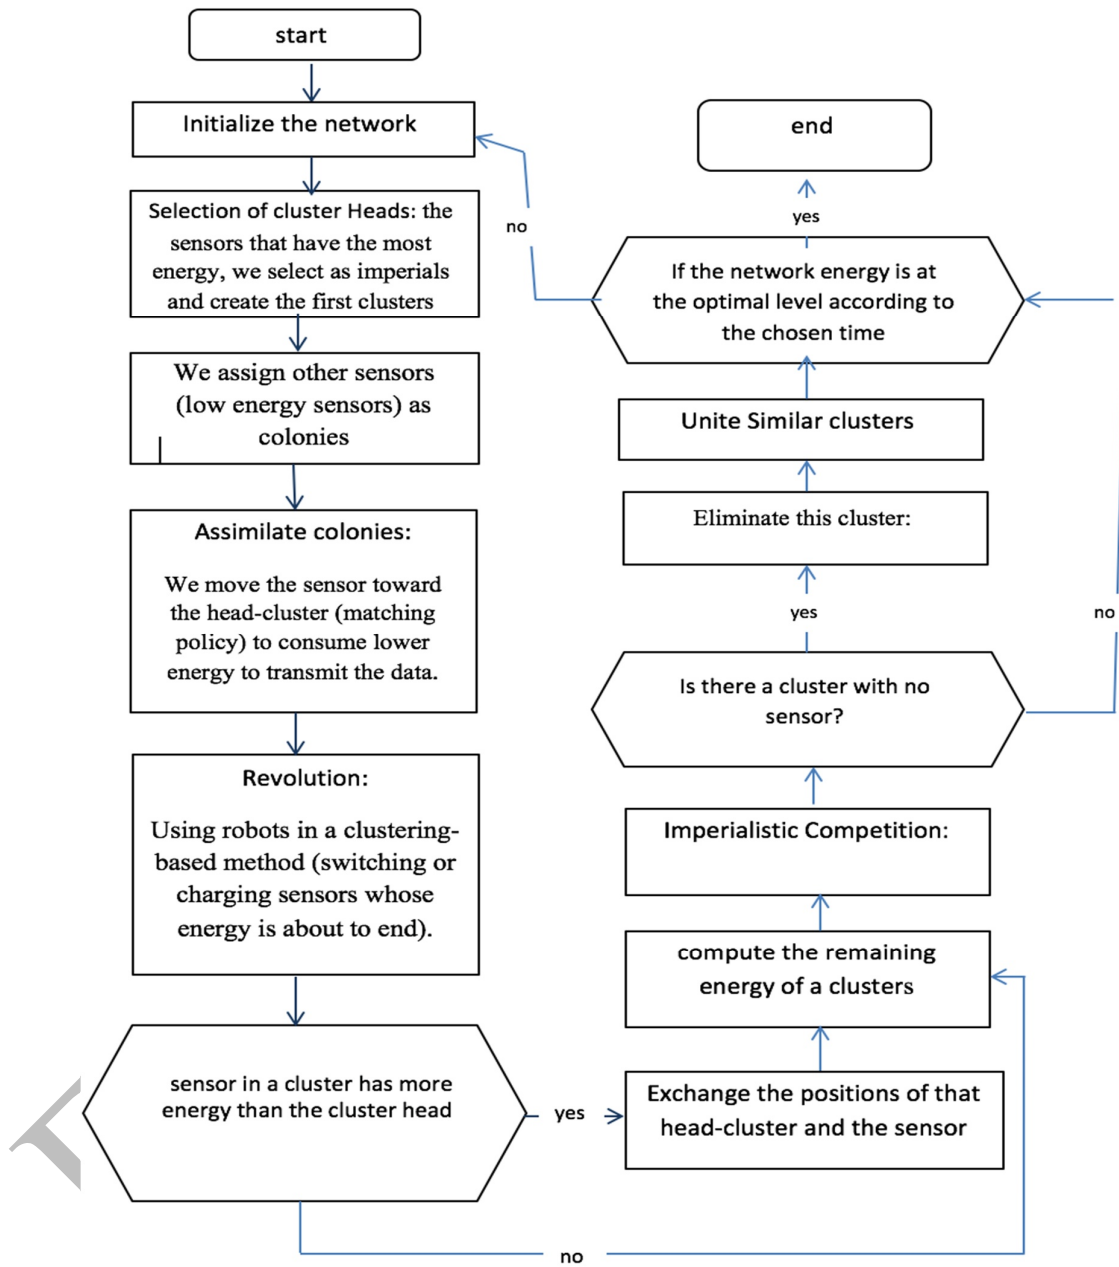 start
Initialize the network
Selection of cluster Heads: the
sensors that have the most
energy, we select as imperials
and create the first clusters
We assign other sensors
(low energy sensors) as
colonies
Assimilate colonies:
We move the sensor toward
the head-cluster (matching
policy) to consume lower
energy to transmit the data.
Revolution:
Using robots in a clustering-
based method (switching or
charging sensors whose
energy is about to end).
sensor in a cluster has more
energy than the cluster head
yes
no
Exchange the positions of that
head-cluster and the sensor
compute the remaining
energy of a clusters
Imperialistic Competition:
Is there a cluster with no
sensor?
yes
no
Eliminate this cluster:
Unite Similar clusters
If the network energy is at
the optimal level according to
the chosen time
no
yes
end